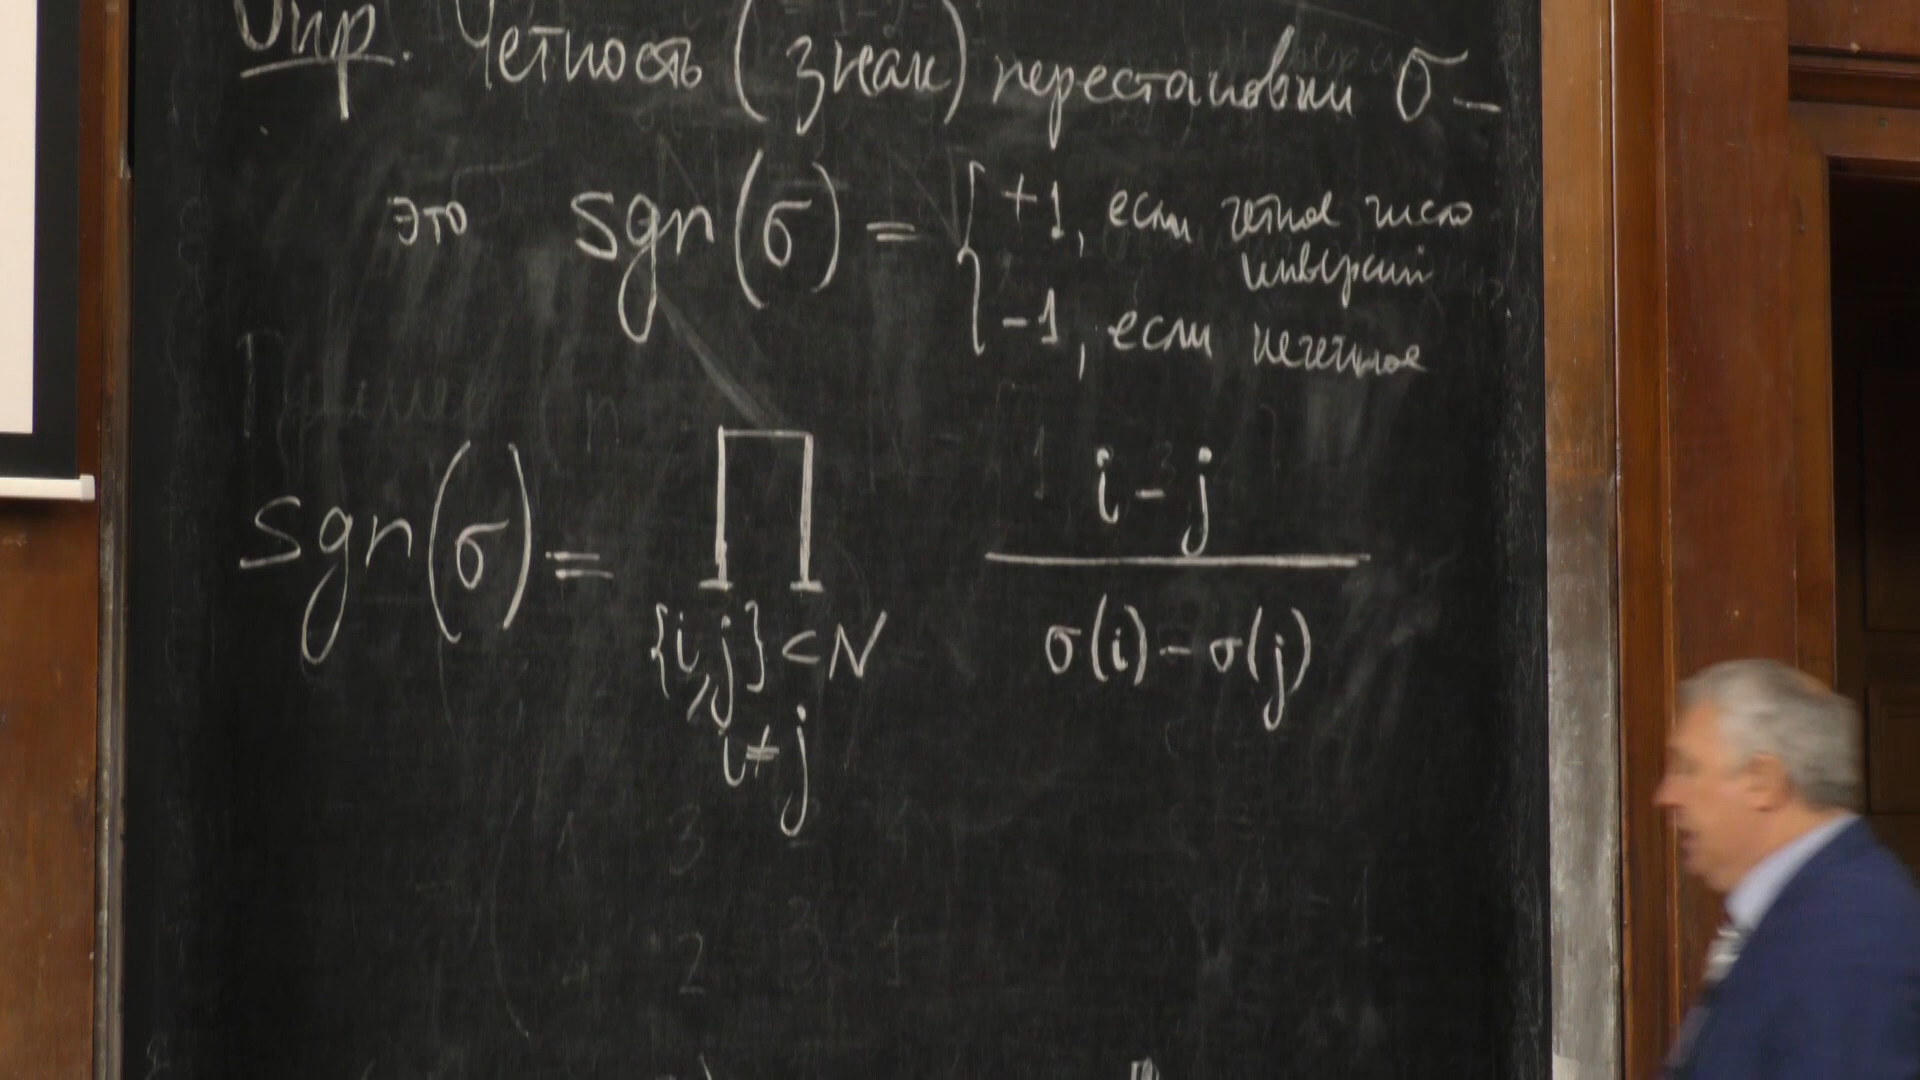 Опр. Четность (знак) перестановки σ —
это sgn(σ) = { +1, если четное число
инверсий
-1, если нечетное
sgn(σ) = ∏ i-j
{i,j} ⊂ N σ(i) - σ(j)
i ≠ j